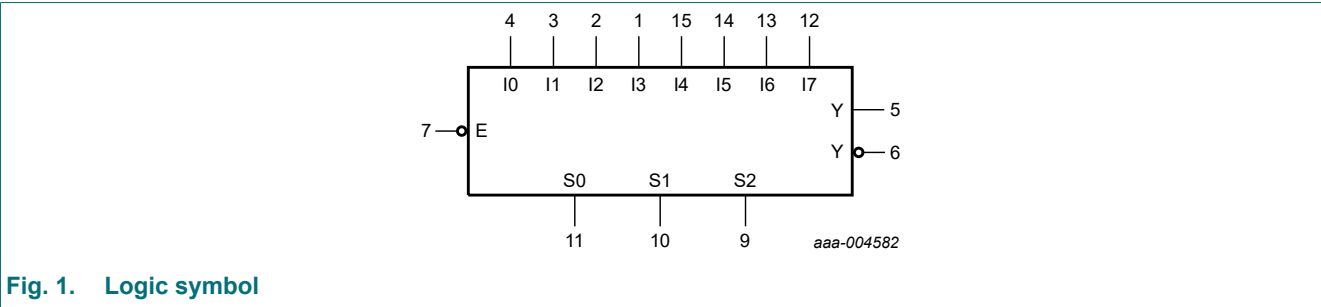 4 3 2 1 15 14 13 12
I0 I1 I2 I3 I4 I5 I6 I7
Y 5
7 E
Y 6
S0 S1 S2
11 10 9 aaa-004582
Fig. 1. Logic symbol